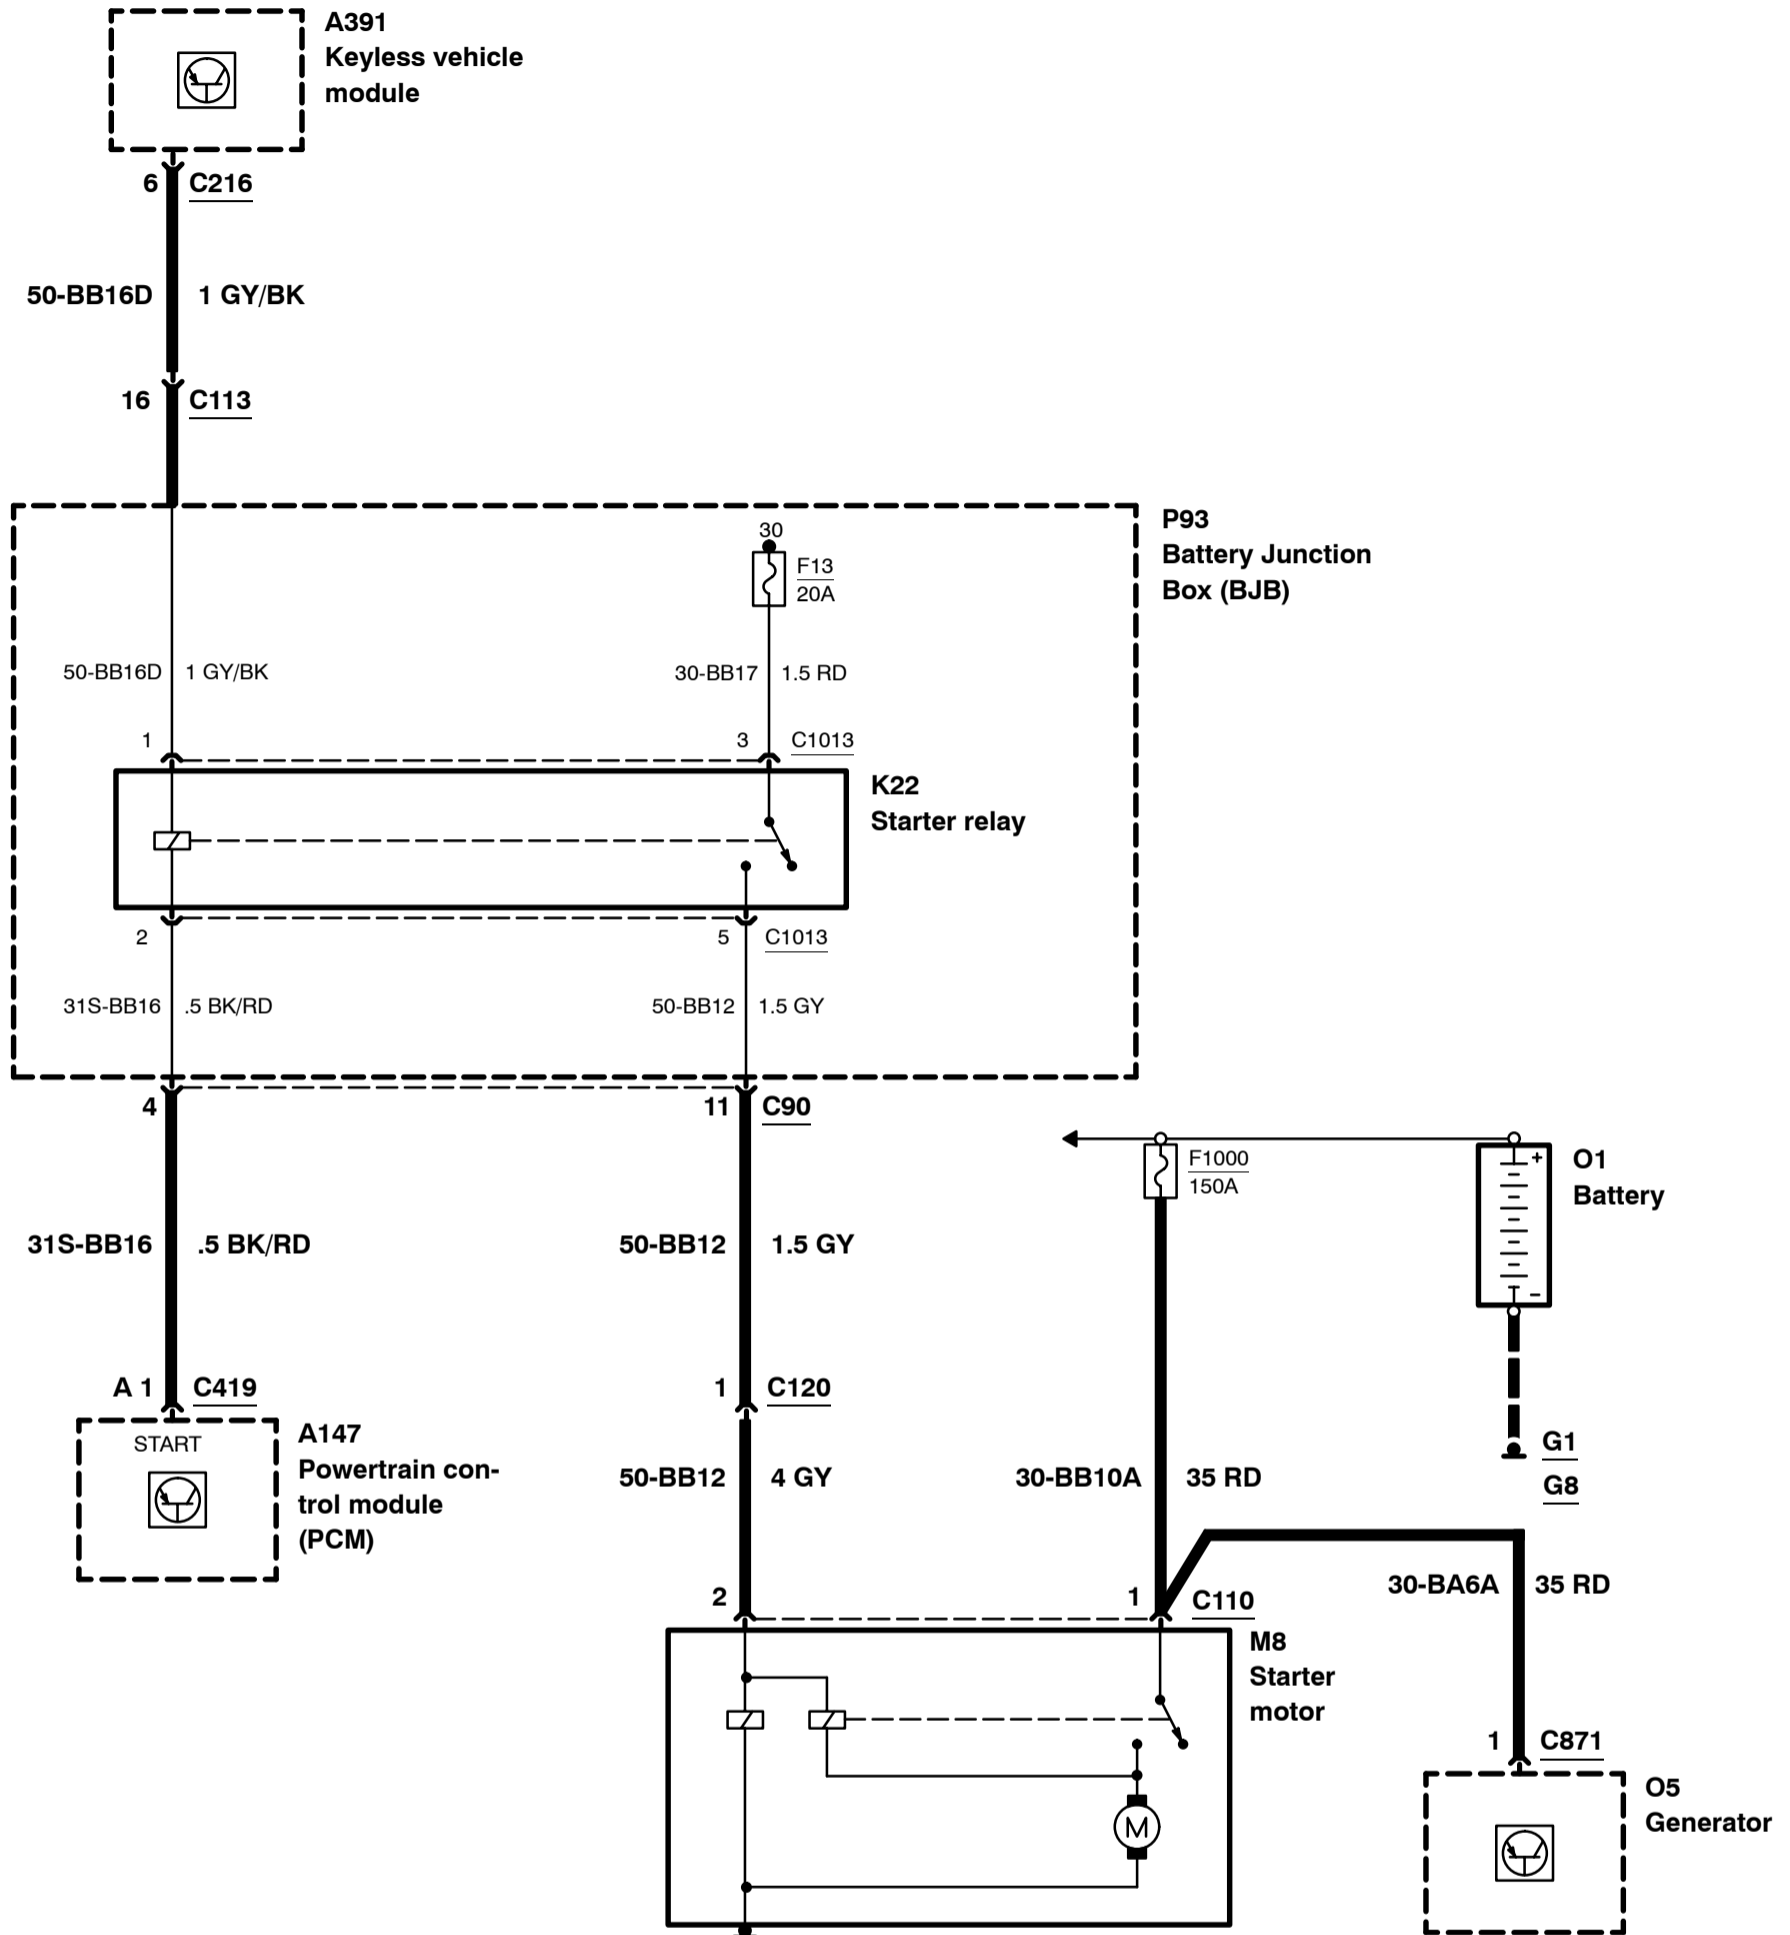 A391
Keyless vehicle
module
6 C216
50-BB16D 1 GY/BK
16 C113
P93
Battery Junction
Box (BJB)
30
F13
20A
50-BB16D 1 GY/BK
30-BB17 1.5 RD
1
3 C1013
K22
Starter relay
2
5 C1013
31S-BB16 .5 BK/RD
50-BB12 1.5 GY
4
11 C90
F1000
150A
+
-
O1
Battery
31S-BB16 .5 BK/RD
50-BB12 1.5 GY
A 1 C419
1 C120
START
A147
Powertrain con-
trol module
(PCM)
50-BB12 4 GY
30-BB10A 35 RD
G1
G8
2
1 C110
30-BA6A 35 RD
M8
Starter
motor
M
1 C871
O5
Generator